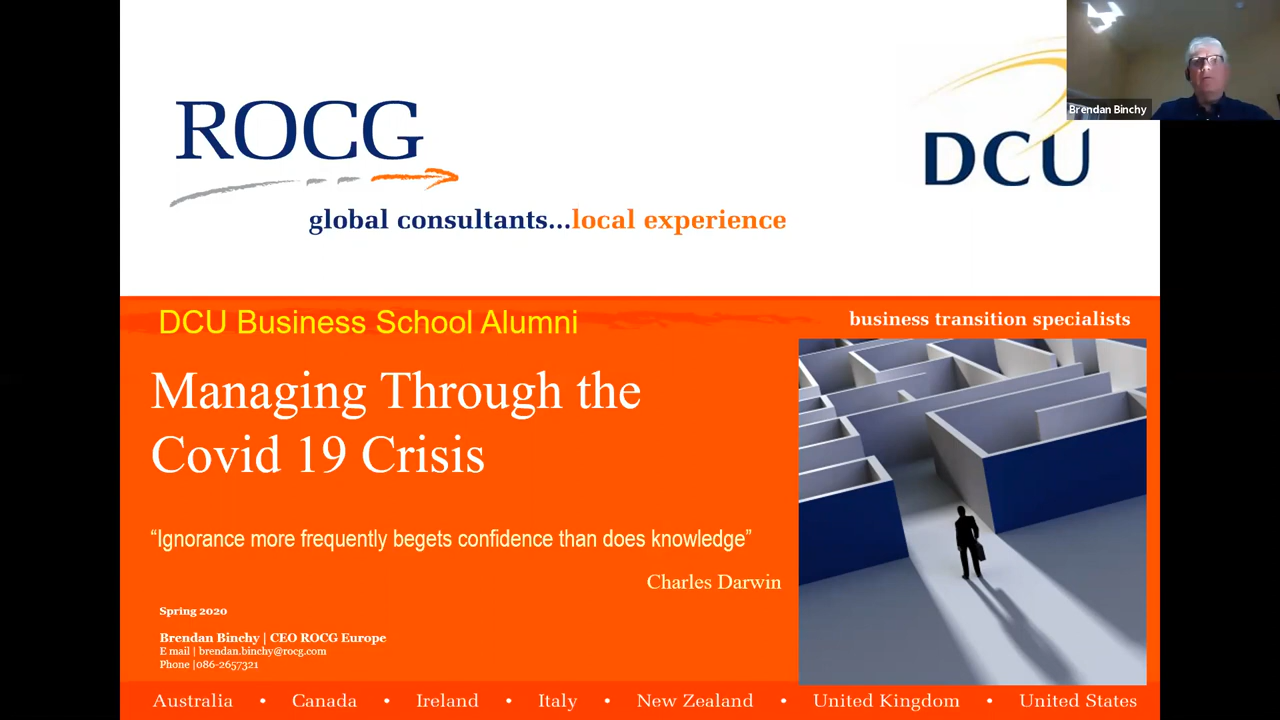 Brendan Binchy
ROCG
DCU
global consultants...local experience
DCU Business School Alumni
business transition specialists
Managing Through the
Covid 19 Crisis
“Ignorance more frequently begets confidence than does knowledge”
Charles Darwin
Spring 2020
Brendan Binchy | CEO ROCG Europe
E mail | brendan.binchy@rocg.com
Phone |086-2657321
Australia • Canada • Ireland • Italy • New Zealand • United Kingdom • United States